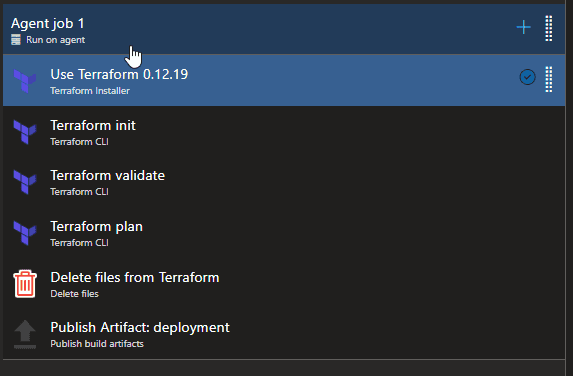 Agent job 1
Run on agent
Use Terraform 0.12.19
Terraform Installer
Terraform init
Terraform CLI
Terraform validate
Terraform CLI
Terraform plan
Terraform CLI
Delete files from Terraform
Delete files
Publish Artifact: deployment
Publish build artifacts